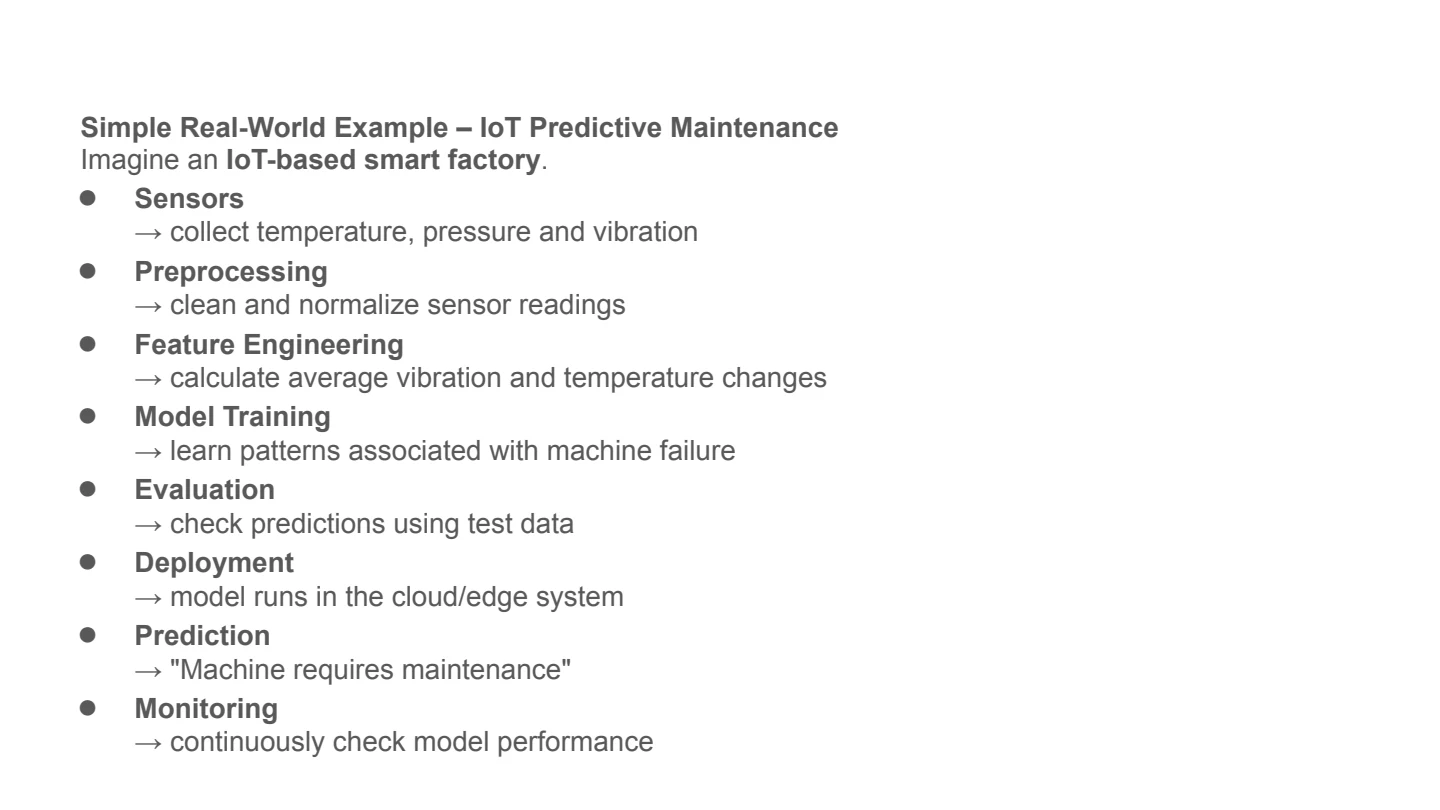 Simple Real-World Example – IoT Predictive Maintenance
Imagine an IoT-based smart factory.
● Sensors
→ collect temperature, pressure and vibration
● Preprocessing
→ clean and normalize sensor readings
● Feature Engineering
→ calculate average vibration and temperature changes
● Model Training
→ learn patterns associated with machine failure
● Evaluation
→ check predictions using test data
● Deployment
→ model runs in the cloud/edge system
● Prediction
→ "Machine requires maintenance"
● Monitoring
→ continuously check model performance